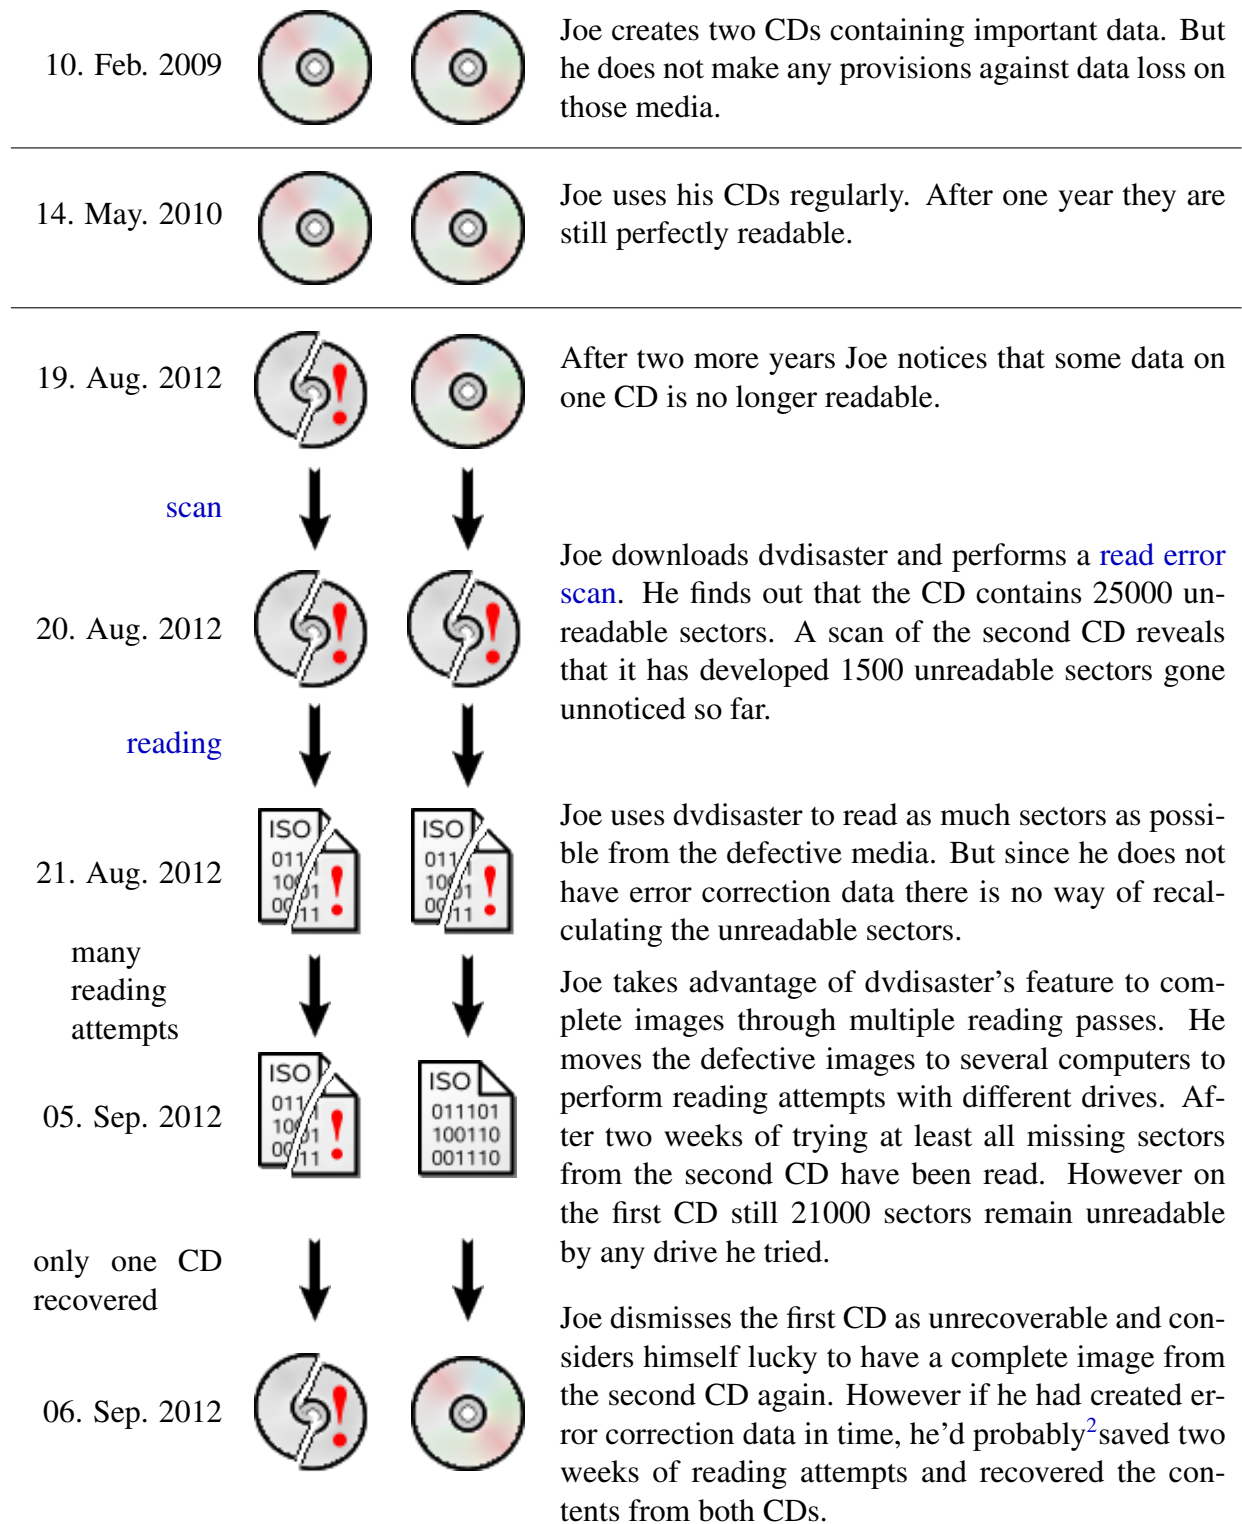 10. Feb. 2009
Joe creates two CDs containing important data. But
he does not make any provisions against data loss on
those media.
14. May. 2010
Joe uses his CDs regularly. After one year they are
still perfectly readable.
19. Aug. 2012
!
After two more years Joe notices that some data on
one CD is no longer readable.
scan
20. Aug. 2012
! !
Joe downloads dvdisaster and performs a read error
scan. He finds out that the CD contains 25000 un-
readable sectors. A scan of the second CD reveals
that it has developed 1500 unreadable sectors gone
unnoticed so far.
reading
21. Aug. 2012
ISO ISO
! !
Joe uses dvdisaster to read as much sectors as possi-
ble from the defective media. But since he does not
have error correction data there is no way of recal-
culating the unreadable sectors.
many
reading
attempts
05. Sep. 2012
ISO
!
ISO
011101
100110
001110
Joe takes advantage of dvdisaster's feature to com-
plete images through multiple reading passes. He
moves the defective images to several computers to
perform reading attempts with different drives. Af-
ter two weeks of trying at least all missing sectors
from the second CD have been read. However on
the first CD still 21000 sectors remain unreadable
by any drive he tried.
only one CD
recovered
06. Sep. 2012
!
Joe dismisses the first CD as unrecoverable and con-
siders himself lucky to have a complete image from
the second CD again. However if he had created er-
ror correction data in time, he'd probably2saved two
weeks of reading attempts and recovered the con-
tents from both CDs.